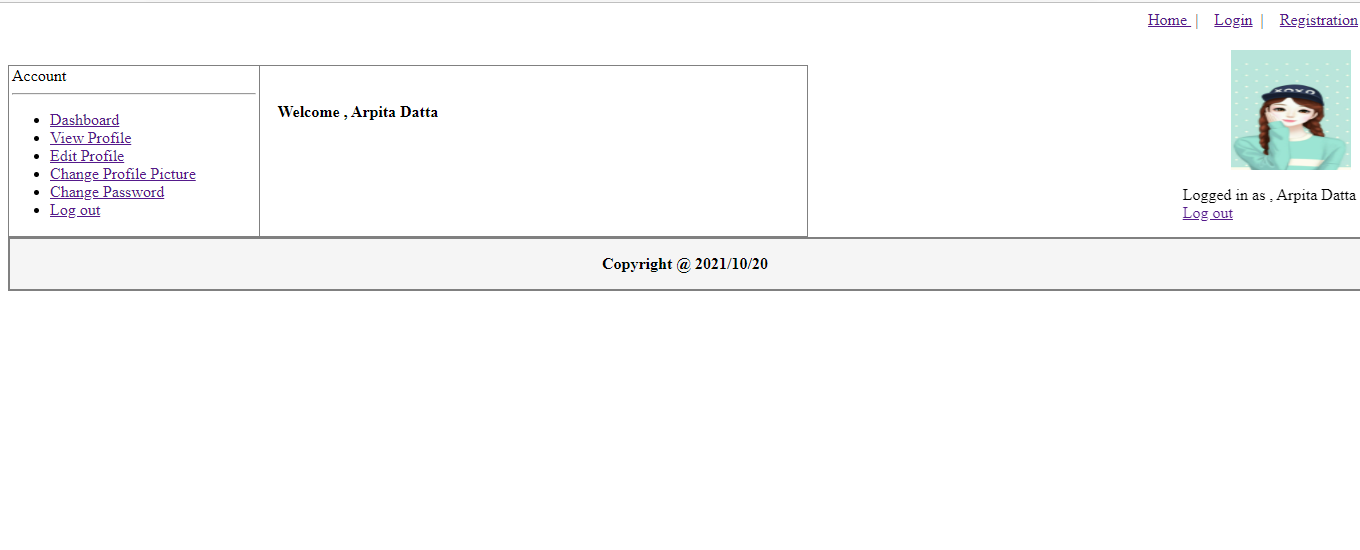 Home | Login | Registration
XOXO
Account
Dashboard
View Profile
Edit Profile
Change Profile Picture
Change Password
Log out
Welcome , Arpita Datta
Logged in as , Arpita Datta
Log out
Copyright @ 2021/10/20